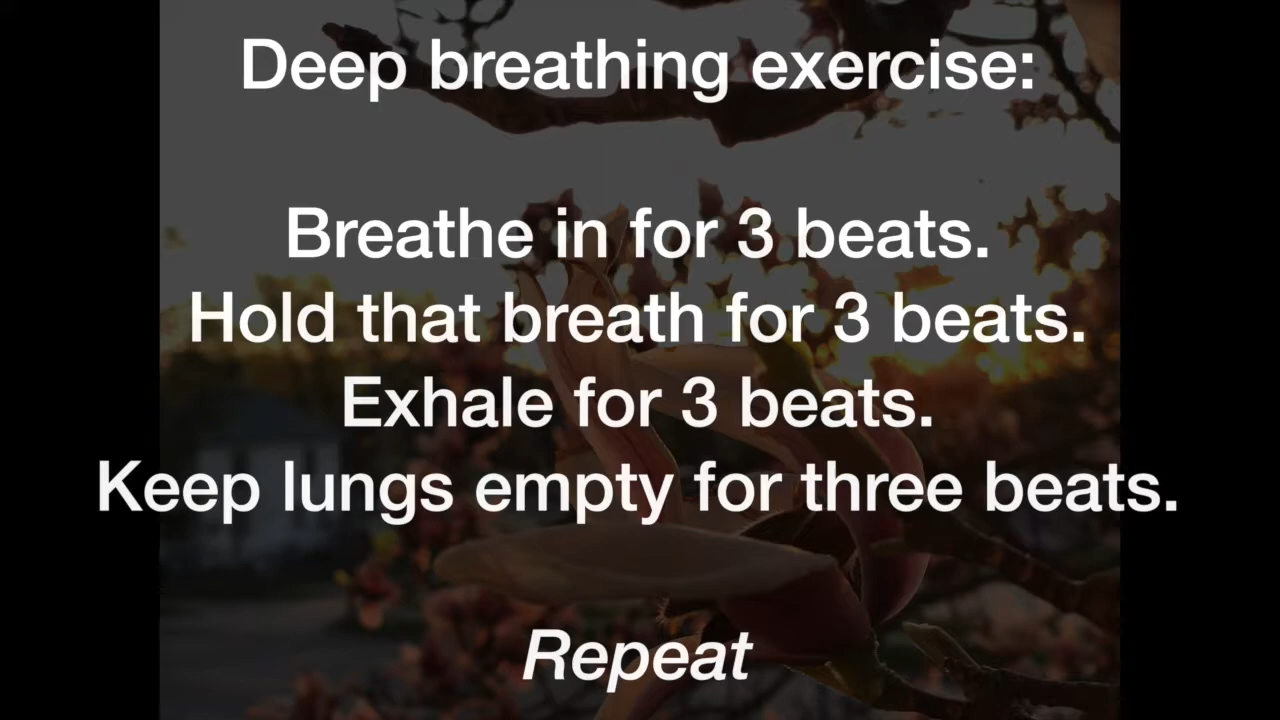 Deep breathing exercise:
Breathe in for 3 beats.
Hold that breath for 3 beats.
Exhale for 3 beats.
Keep lungs empty for three beats.
Repeat